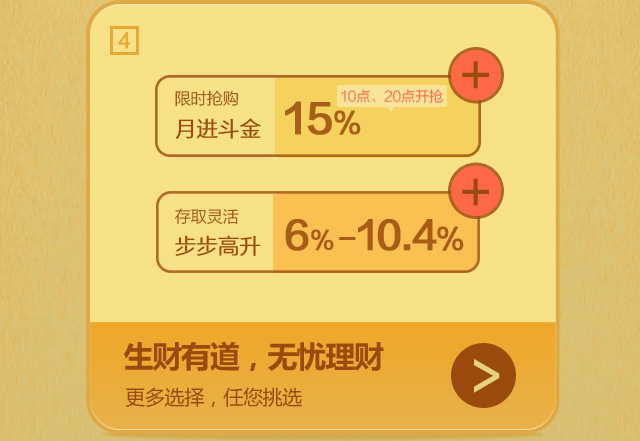 4
限时抢购
月进斗金
10点、20点开抢
15%
存取灵活
步步高升
6%-10.4%
生财有道，无忧理财
更多选择，任您挑选